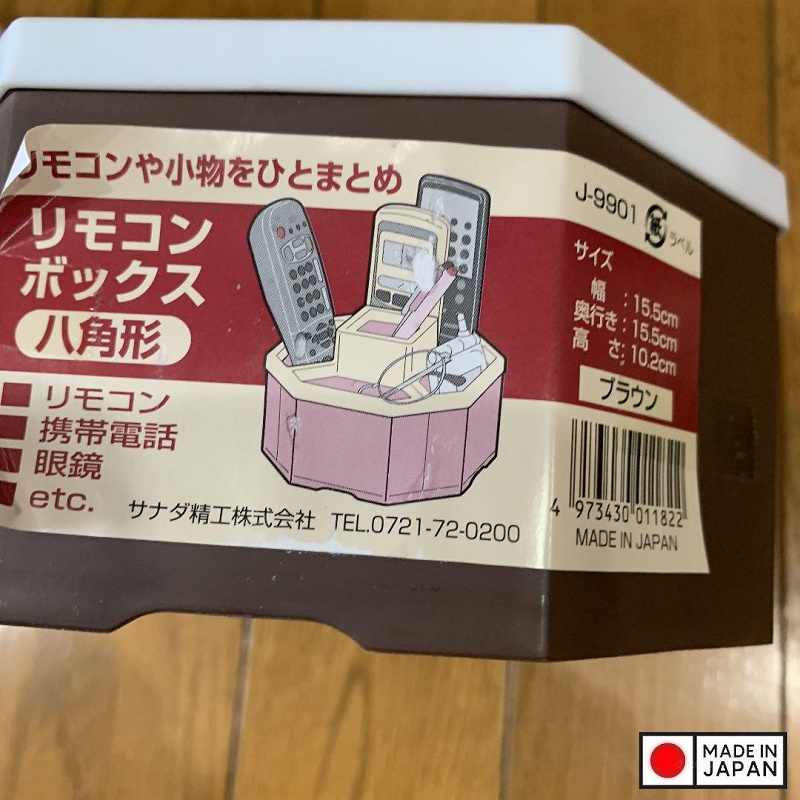 リモコンや小物をひとまとめ
リモコン
ボックス
八角形
リモコン
携帯電話
眼鏡
etc.
サナダ精工株式会社 TEL.0721-72-0200
J-9901 紙 ラベル
サイズ
幅 : 15.5cm
奥行き : 15.5cm
高さ : 10.2cm
ブラウン
4 973430 011822
MADE IN JAPAN
MADE IN
JAPAN